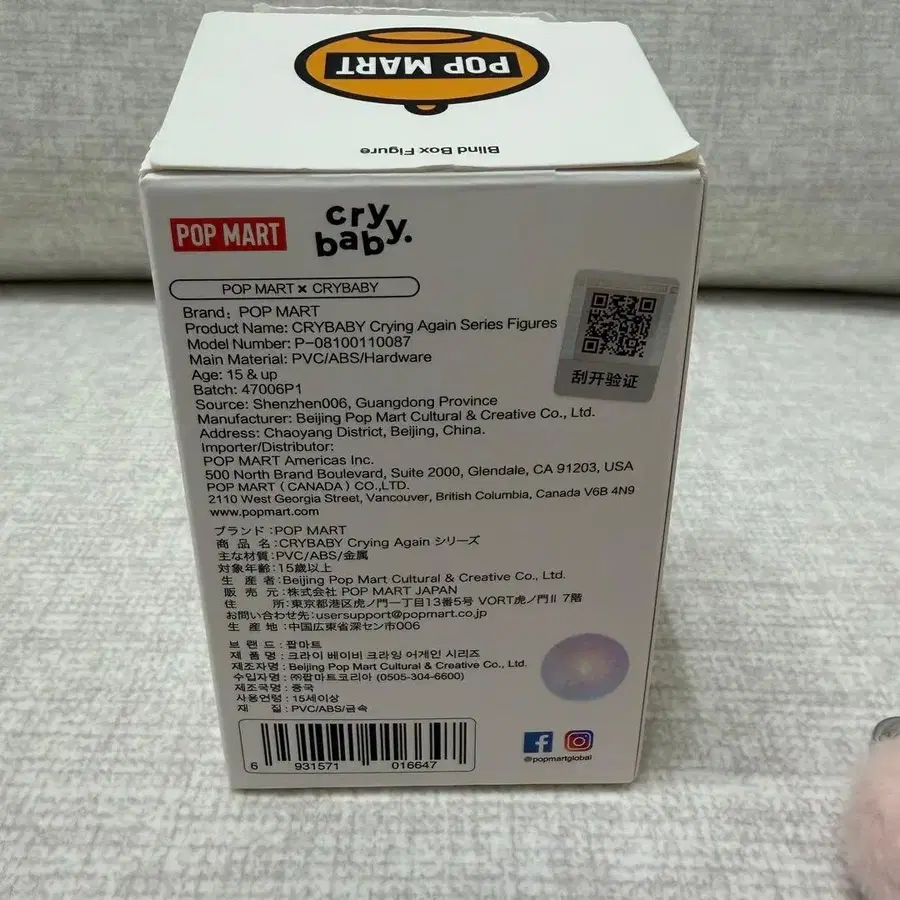 POP MART
Blind Box Figure
POP MART
cry baby.
POP MART × CRYBABY
Brand: POP MART
Product Name: CRYBABY Crying Again Series Figures
Model Number: P-08100110087
Main Material: PVC/ABS/Hardware
Age: 15 & up
Batch: 47006P1
Source: Shenzhen006, Guangdong Province
Manufacturer: Beijing Pop Mart Cultural & Creative Co., Ltd.
Address: Chaoyang District, Beijing, China.
Importer/Distributor:
POP MART Americas Inc.
500 North Brand Boulevard, Suite 2000, Glendale, CA 91203, USA
POP MART (CANADA) CO.,LTD.
2110 West Georgia Street, Vancouver, British Columbia, Canada V6B 4N9
www.popmart.com
刮开验证
ブランド:POP MART
商品名:CRYBABY Crying Again シリーズ
主な材質:PVC/ABS/金属
対象年齢:15歳以上
生産者:Beijing Pop Mart Cultural & Creative Co., Ltd.
販売元:株式会社 POP MART JAPAN
住所:東京都港区虎ノ門一丁目13番5号 VORT虎ノ門II 7階
お問い合わせ先:usersupport@popmart.co.jp
生産地:中国広東省深セン市006
브랜드:팝마트
제품명:크라이 베이비 크라잉 어게인 시리즈
제조자명:Beijing Pop Mart Cultural & Creative Co., Ltd.
수입자명:㈜팝마트코리아 (0505-304-6600)
제조국명:중국
사용연령:15세이상
재질:PVC/ABS/금속
6 931571 016647
@popmartglobal